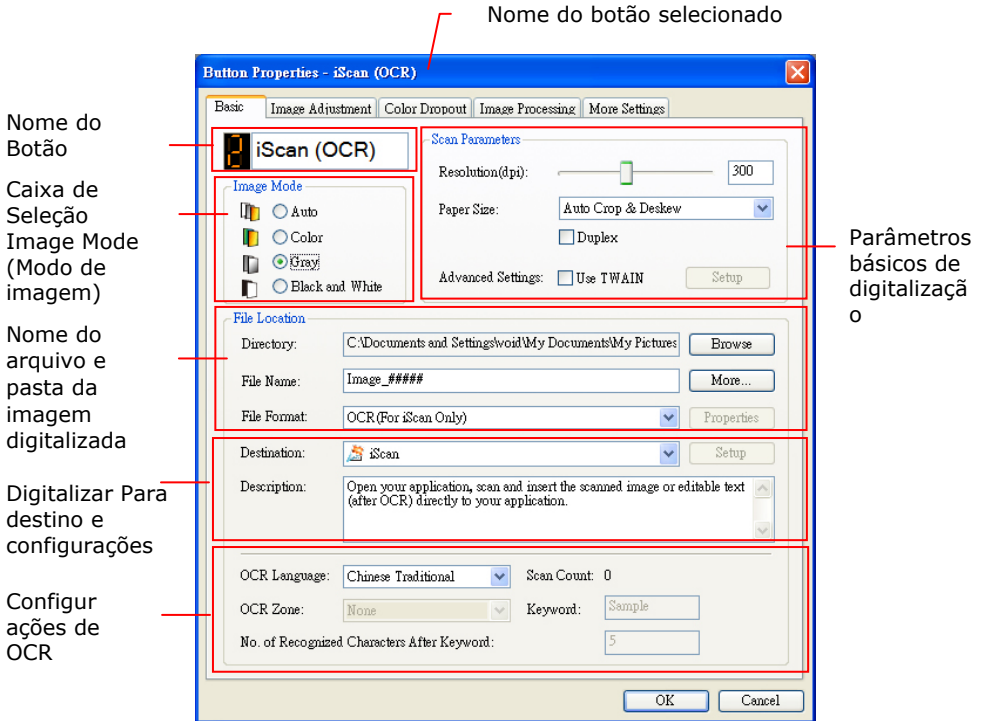 Nome do botão selecionado
Button Properties - iScan (OCR)
Basic Image Adjustment Color Dropout Image Processing More Settings
Nome do
Botão
2 iScan (OCR)
Caixa de
Seleção
Image Mode
(Modo de
imagem)
Image Mode
Auto
Color
Gray
Black and White
Scan Parameters
Resolution(dpi): 300
Paper Size: Auto Crop & Deskew
Duplex
Advanced Settings: Use TWAIN Setup
Parâmetros
básicos de
digitalizaçã
o
Nome do
arquivo e
pasta da
imagem
digitalizada
File Location
Directory: C:\Documents and Settings\void\My Documents\My Pictures Browse
File Name: Image_##### More...
File Format: OCR(For iScan Only) Properties
Digitalizar Para
destino e
configurações
Destination: iScan Setup
Description: Open your application, scan and insert the scanned image or editable text
(after OCR) directly to your application.
Configur
ações de
OCR
OCR Language: Chinese Traditional Scan Count: 0
OCR Zone: None Keyword: Sample
No. of Recognized Characters After Keyword: 5
OK Cancel